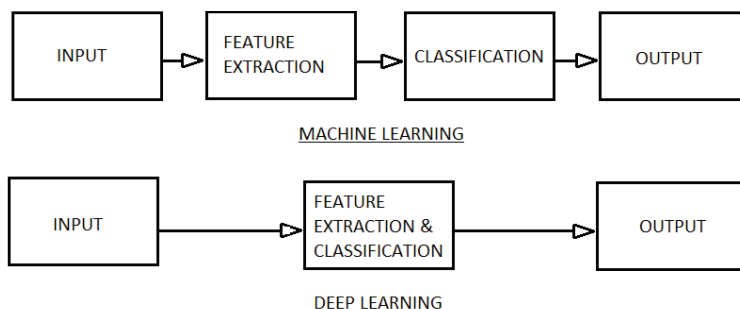 INPUT
FEATURE
EXTRACTION
CLASSIFICATION
OUTPUT
MACHINE LEARNING
INPUT
FEATURE
EXTRACTION &
CLASSIFICATION
OUTPUT
DEEP LEARNING